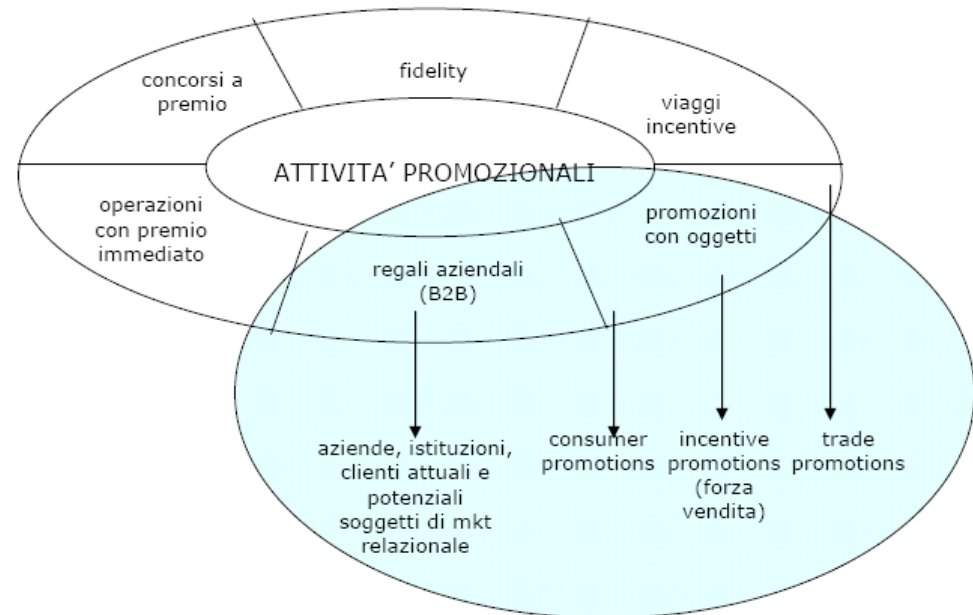 fidelity
concorsi a
premio
viaggi
incentive
ATTIVITA’ PROMOZIONALI
operazioni
con premio
immediato
promozioni
con oggetti
regali aziendali
(B2B)
aziende, istituzioni,
clienti attuali e
potenziali
soggetti di mkt
relazionale
consumer
promotions
incentive
promotions
(forza
vendita)
trade
promotions